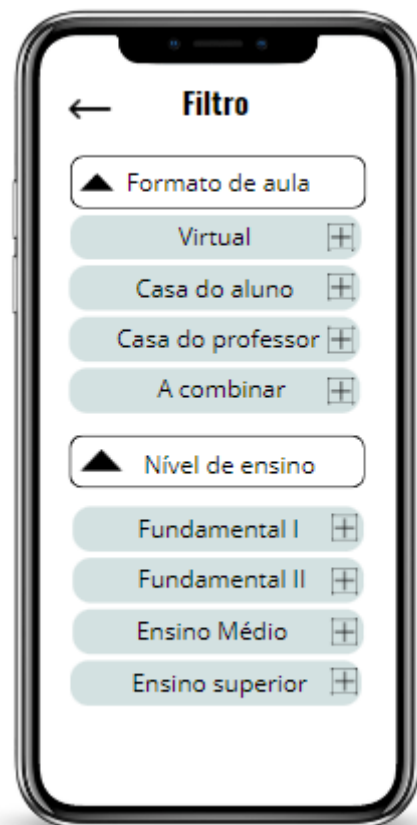 Filtro
Formato de aula
Virtual
Casa do aluno
Casa do professor
A combinar
Nível de ensino
Fundamental I
Fundamental II
Ensino Médio
Ensino superior